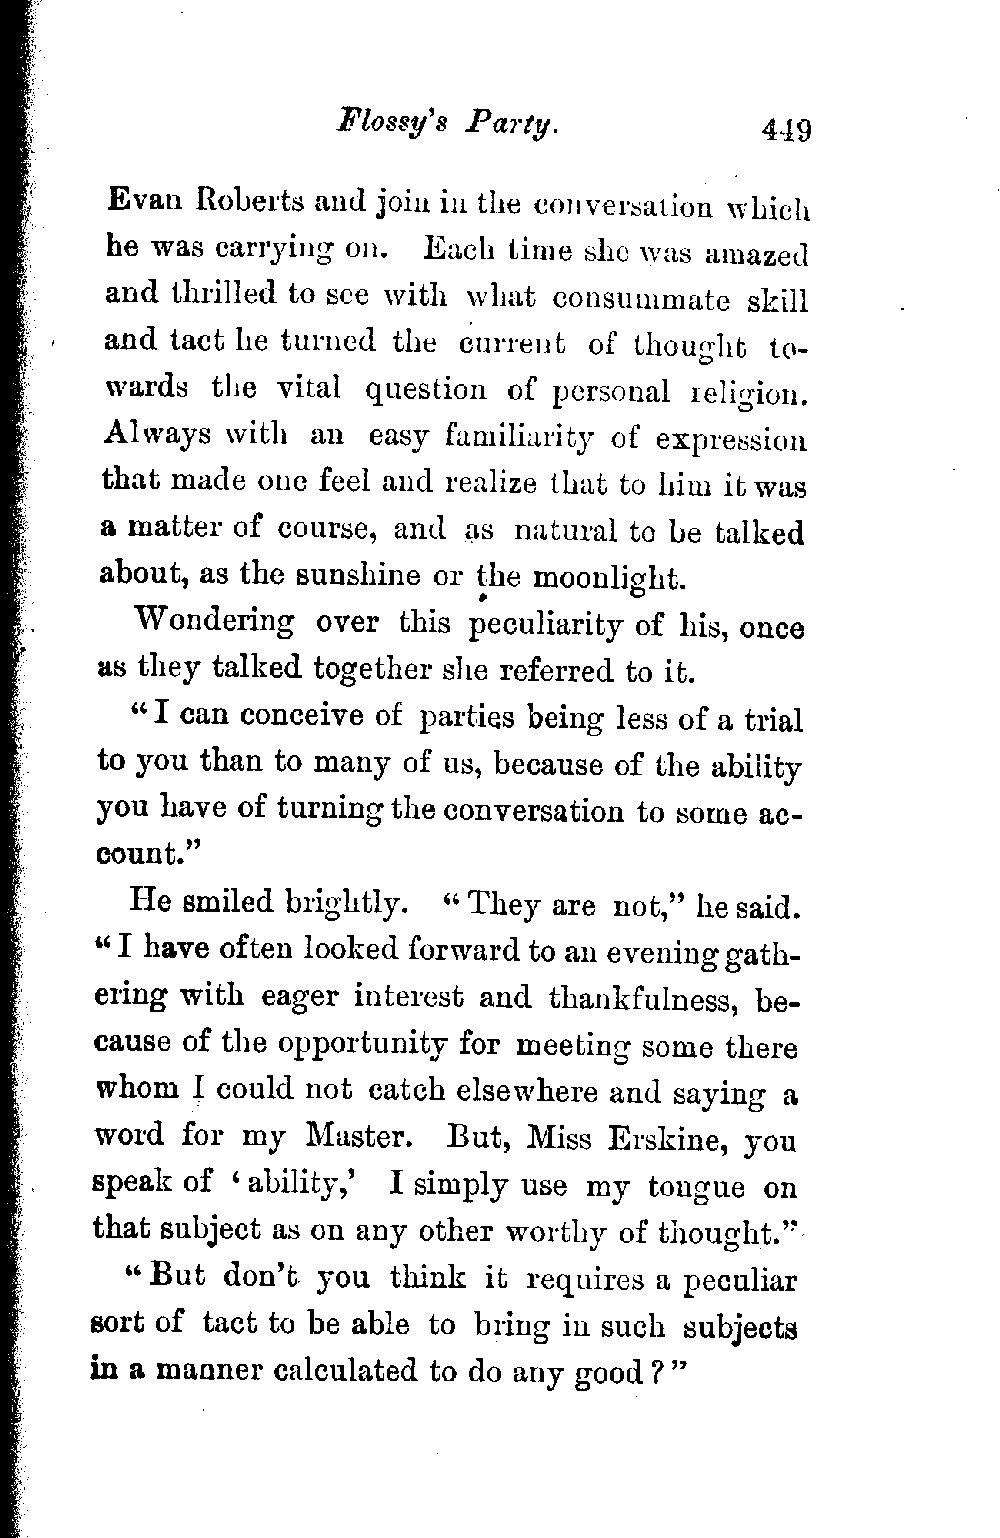 Flossy's Party. 449
Evan Roberts and join in the conversation which
he was carrying on. Each time she was amazed
and thrilled to see with what consummate skill
and tact he turned the current of thought to-
wards the vital question of personal religion.
Always with an easy familiarity of expression
that made one feel and realize that to him it was
a matter of course, and as natural to be talked
about, as the sunshine or the moonlight.
Wondering over this peculiarity of his, once
as they talked together she referred to it.
“I can conceive of parties being less of a trial
to you than to many of us, because of the ability
you have of turning the conversation to some ac-
count.”
He smiled brightly. “They are not,” he said.
“I have often looked forward to an evening gath-
ering with eager interest and thankfulness, be-
cause of the opportunity for meeting some there
whom I could not catch elsewhere and saying a
word for my Master. But, Miss Erskine, you
speak of ‘ability,’ I simply use my tongue on
that subject as on any other worthy of thought.”
“But don't you think it requires a peculiar
sort of tact to be able to bring in such subjects
in a manner calculated to do any good?”